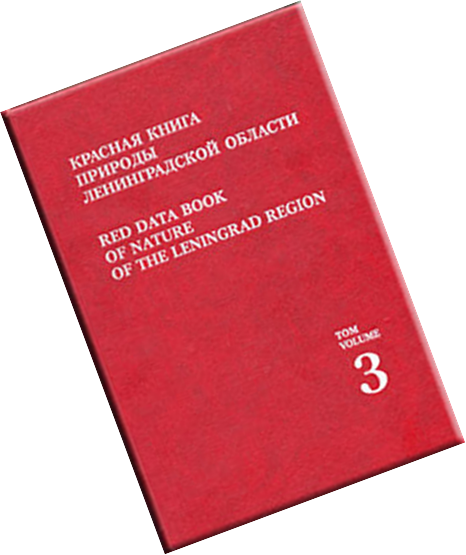 КРАСНАЯ КНИГА
ПРИРОДЫ
ЛЕНИНГРАДСКОЙ ОБЛАСТИ
RED DATA BOOK
OF NATURE
OF THE LENINGRAD REGION
ТОМ
VOLUME
3